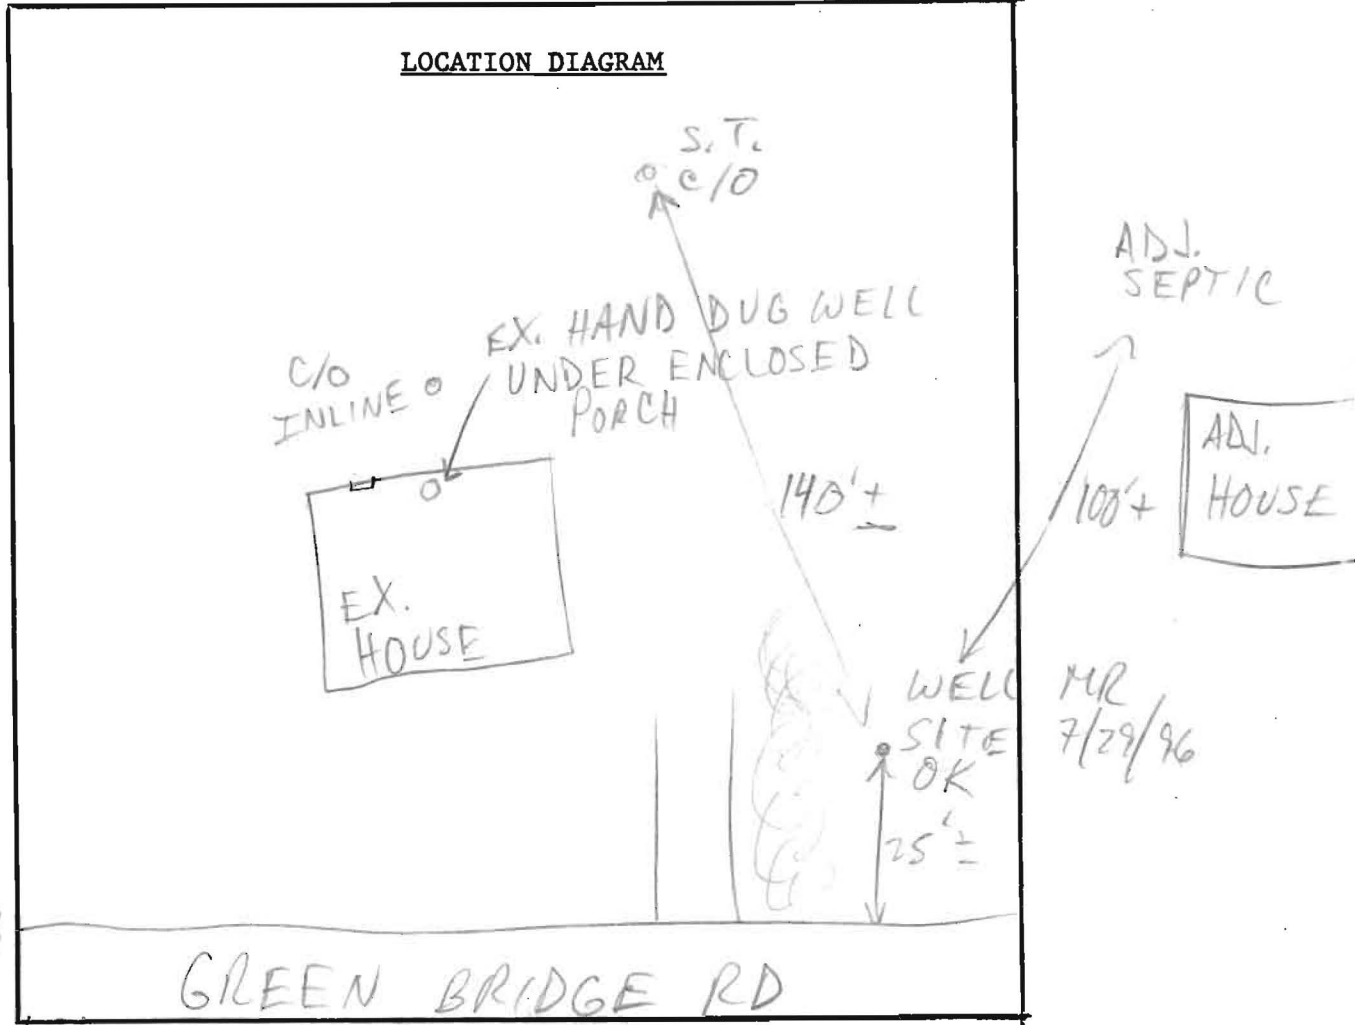 LOCATION DIAGRAM
S. T.
C/O
ADJ.
SEPTIC
EX. HAND DUG WELL
UNDER ENCLOSED
PORCH
C/O
INLINE
ADJ.
HOUSE
140'±
100'+
EX.
HOUSE
WELL
SITE
OK
MR
7/29/96
25'±
GREEN BRIDGE RD